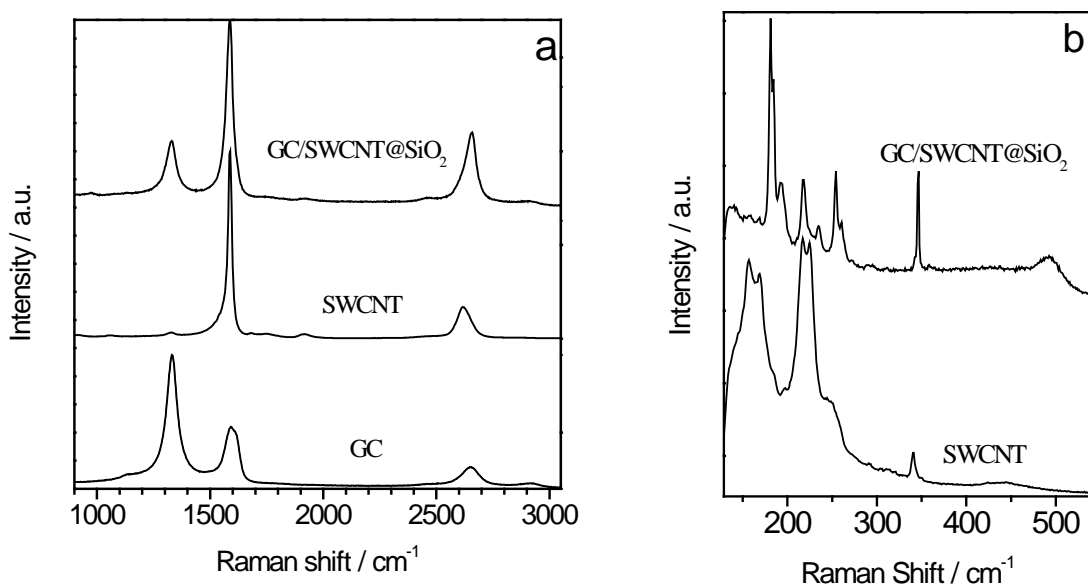 a
GC/SWCNT@SiO₂
SWCNT
GC
Intensity / a.u.
1000 1500 2000 2500 3000
Raman shift / cm⁻¹
b
GC/SWCNT@SiO₂
SWCNT
Intensity / a.u.
200 300 400 500
Raman Shift / cm⁻¹